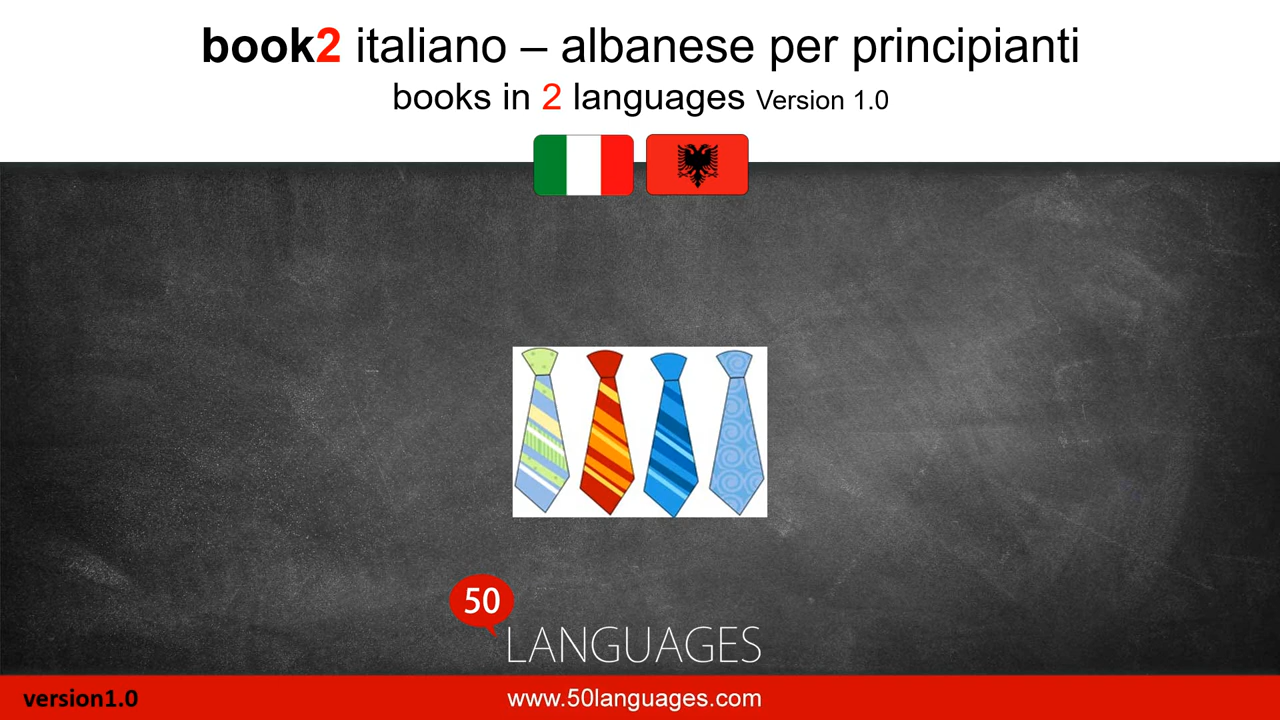 book2 italiano – albanese per principianti
books in 2 languages Version 1.0
50
LANGUAGES
version1.0
www.50languages.com